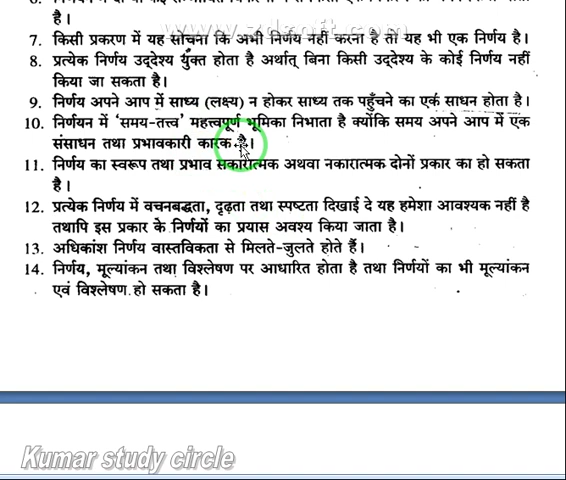 www.zdsoft.com
है।
7. किसी प्रकरण में यह सोचना कि अभी निर्णय नहीं करना है तो यह भी एक निर्णय है।
8. प्रत्येक निर्णय उद्देश्य युक्त होता है अर्थात् बिना किसी उद्देश्य के कोई निर्णय नहीं
किया जा सकता है।
9. निर्णय अपने आप में साध्य (लक्ष्य) न होकर साध्य तक पहुँचने का एक साधन होता है।
10. निर्णयन में ‘समय-तत्त्व’ महत्त्वपूर्ण भूमिका निभाता है क्योंकि समय अपने आप में एक
संसाधन तथा प्रभावकारी कारक है।
11. निर्णय का स्वरूप तथा प्रभाव सकारात्मक अथवा नकारात्मक दोनों प्रकार का हो सकता
है।
12. प्रत्येक निर्णय में वचनबद्धता, दृढ़ता तथा स्पष्टता दिखाई दे यह हमेशा आवश्यक नहीं है
तथापि इस प्रकार के निर्णयों का प्रयास अवश्य किया जाता है।
13. अधिकांश निर्णय वास्तविकता से मिलते-जुलते होते हैं।
14. निर्णय, मूल्यांकन तथा विश्लेषण पर आधारित होता है तथा निर्णयों का भी मूल्यांकन
एवं विश्लेषण हो सकता है।
Kumar study circle